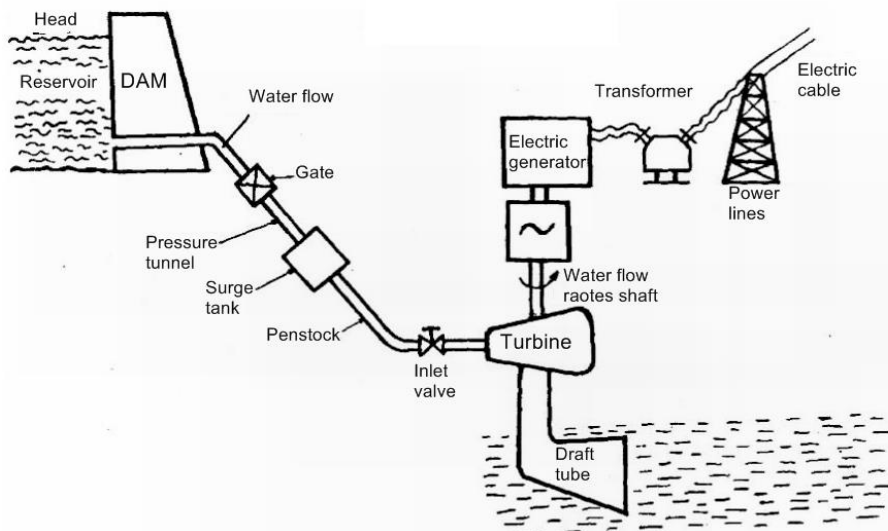 Head
Reservoir
DAM
Water flow
Gate
Pressure
tunnel
Surge
tank
Penstock
Inlet
valve
Turbine
Draft
tube
Water flow
raotes shaft
Electric
generator
Transformer
Electric
cable
Power
lines